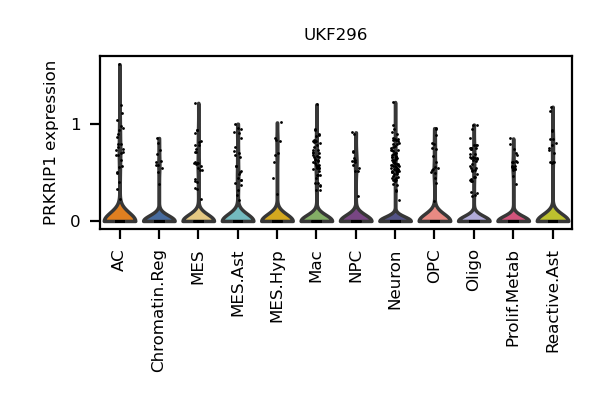 UKF296
PRKRIP1 expression
1
0
AC
Chromatin.Reg
MES
MES.Ast
MES.Hyp
Mac
NPC
Neuron
OPC
Oligo
Prolif.Metab
Reactive.Ast